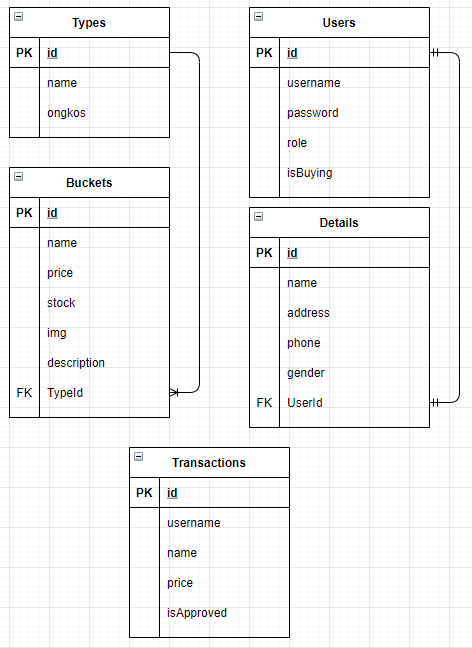 Types
PK id
name
ongkos
Buckets
PK id
name
price
stock
img
description
FK TypeId
Users
PK id
username
password
role
isBuying
Details
PK id
name
address
phone
gender
FK UserId
Transactions
PK id
username
name
price
isApproved